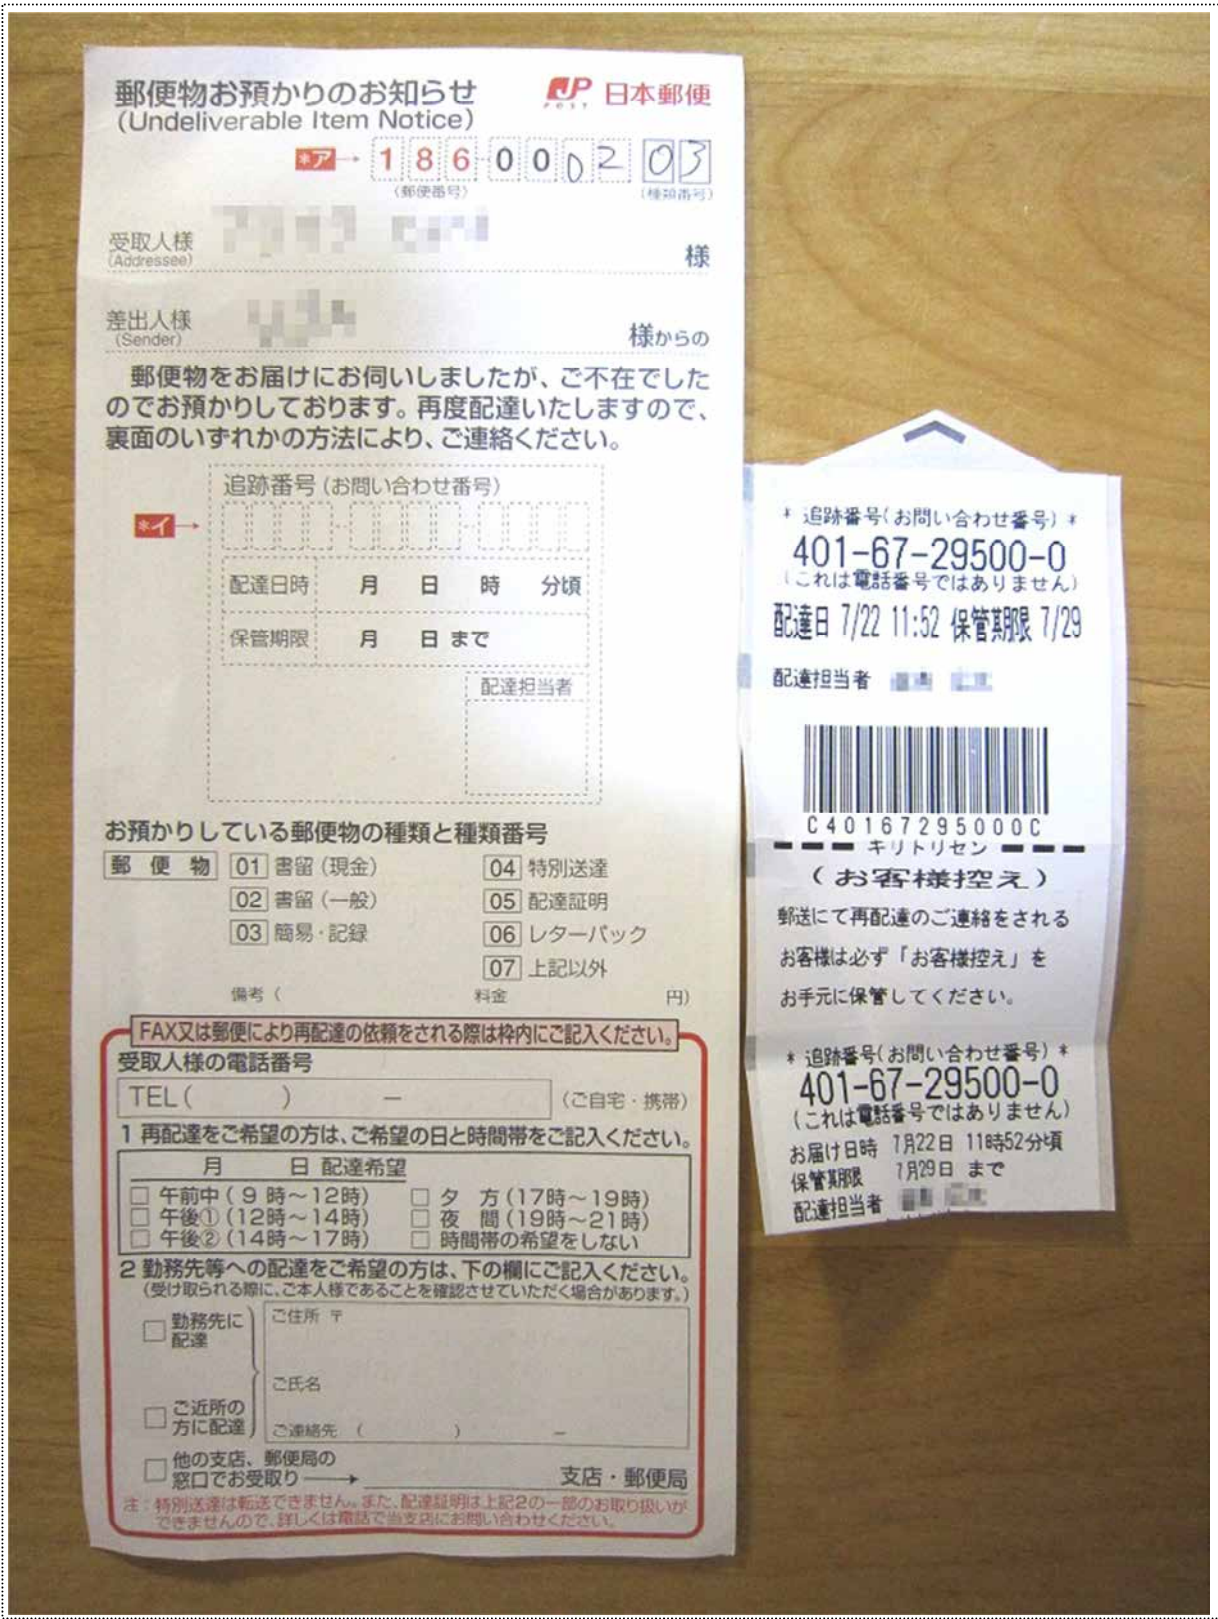 郵便物お預かりのお知らせ
(Undeliverable Item Notice)
JP POST 日本郵便
*ア→ 186-0002 03
(郵便番号) (種類番号)
受取人様 様
(Addressee)
差出人様 様からの
(Sender)
郵便物をお届けにお伺いしましたが、ご不在でした
のでお預かりしております。再度配達いたしますので、
裏面のいずれかの方法により、ご連絡ください。
追跡番号(お問い合わせ番号)
*イ→
配達日時 月 日 時 分頃
保管期限 月 日まで
配達担当者
お預かりしている郵便物の種類と種類番号
郵便物 01 書留(現金) 04 特別送達
02 書留(一般) 05 配達証明
03 簡易・記録 06 レターパック
07 上記以外
備考( 料金 円)
FAX又は郵便により再配達の依頼をされる際は枠内にご記入ください。
受取人様の電話番号
TEL( ) − (ご自宅・携帯)
1 再配達をご希望の方は、ご希望の日と時間帯をご記入ください。
月 日 配達希望
□ 午前中(9時〜12時) □ 夕 方(17時〜19時)
□ 午後①(12時〜14時) □ 夜 間(19時〜21時)
□ 午後②(14時〜17時) □ 時間帯の希望をしない
2 勤務先等への配達をご希望の方は、下の欄にご記入ください。
(受け取られる際に、ご本人様であることを確認させていただく場合があります。)
□ 勤務先に
配達
ご住所 〒
ご氏名
□ ご近所の
方に配達
ご連絡先 ( ) −
□ 他の支店、郵便局の
窓口でお受取り→ 支店・郵便局
注:特別送達は転送できません。また、配達証明は上記2の一部のお取り扱いが
できませんので、詳しくは電話で当支店にお問い合わせください。
* 追跡番号(お問い合わせ番号) *
401-67-29500-0
(これは電話番号ではありません)
配達日 7/22 11:52 保管期限 7/29
配達担当者
C401672950 00C
キリトリセン
(お客様控え)
郵送にて再配達のご連絡をされる
お客様は必ず「お客様控え」を
お手元に保管してください。
* 追跡番号(お問い合わせ番号) *
401-67-29500-0
(これは電話番号ではありません)
お届け日時 7月22日 11時52分頃
保管期限 7月29日 まで
配達担当者